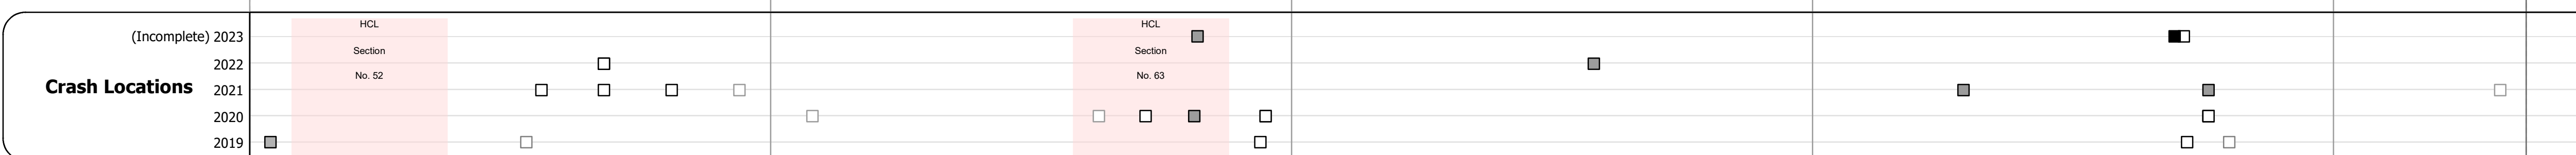 Crash Locations
(Incomplete) 2023
2022
2021
2020
2019
HCL
Section
No. 52
HCL
Section
No. 63